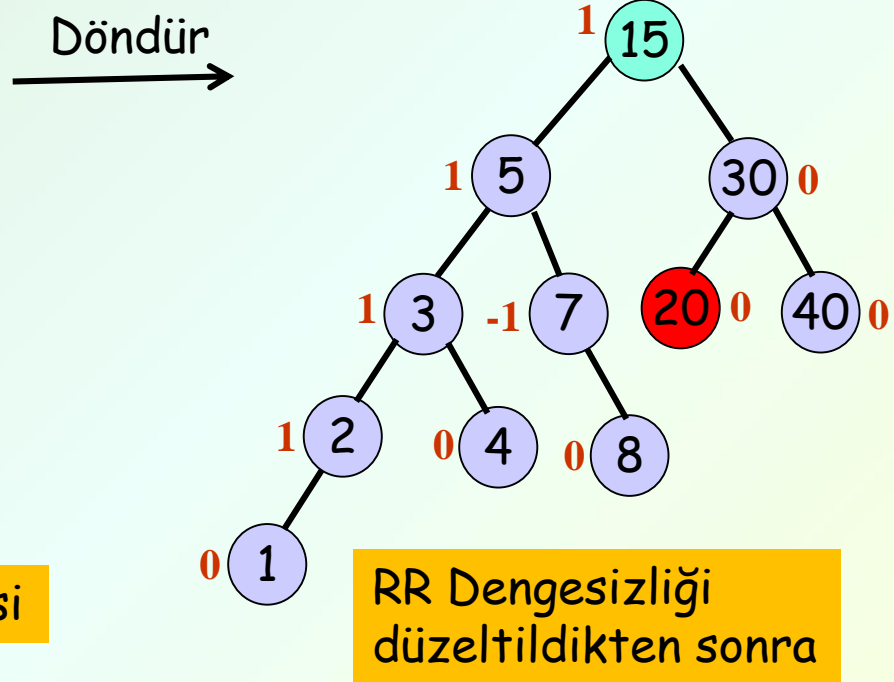 Döndür
1 15
1 5 30 0
1 3 -1 7 20 0 40 0
1 2 0 4 0 8
0 1
si
RR Dengesizliği
düzeltildikten sonra